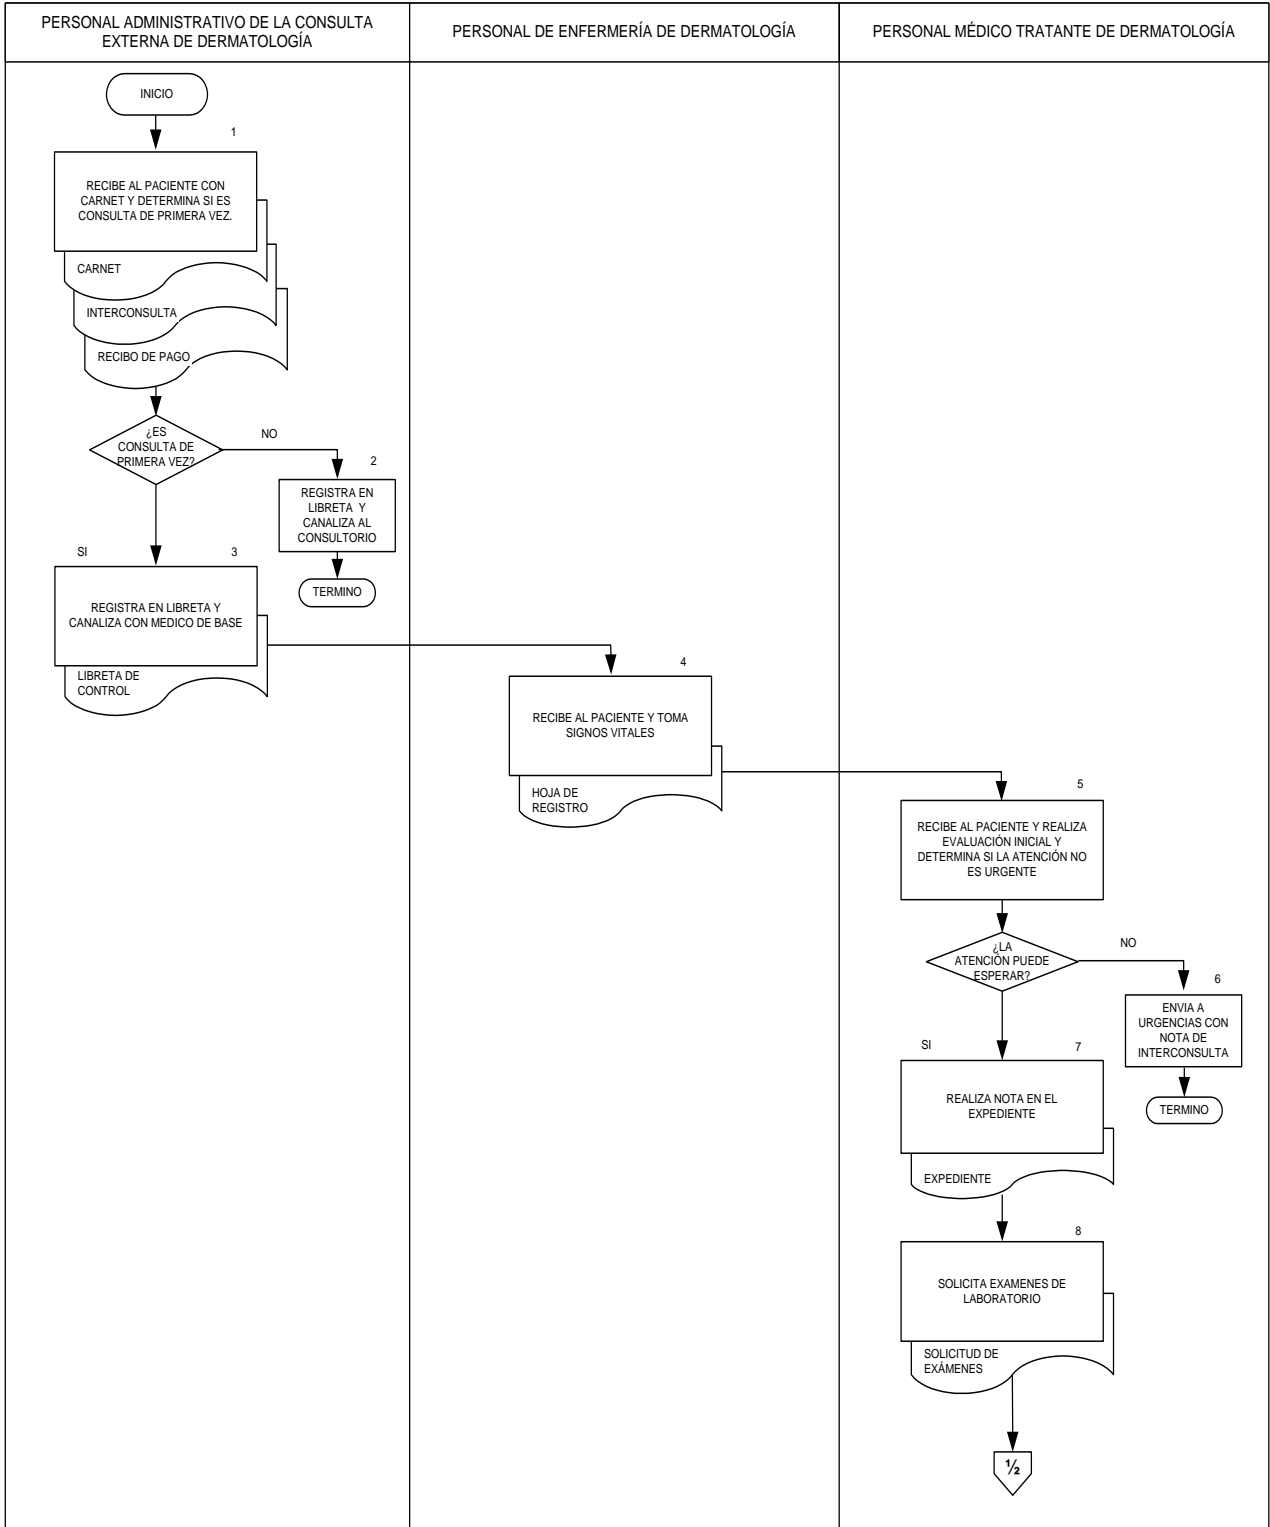 PERSONAL ADMINISTRATIVO DE LA CONSULTA
EXTERNA DE DERMATOLOGÍA
PERSONAL DE ENFERMERÍA DE DERMATOLOGÍA
PERSONAL MÉDICO TRATANTE DE DERMATOLOGÍA
INICIO
1
RECIBE AL PACIENTE CON
CARNET Y DETERMINA SI ES
CONSULTA DE PRIMERA VEZ.
CARNET
INTERCONSULTA
RECIBO DE PAGO
¿ES
CONSULTA DE
PRIMERA VEZ?
NO
2
REGISTRA EN
LIBRETA Y
CANALIZA AL
CONSULTORIO
TERMINO
SI
3
REGISTRA EN LIBRETA Y
CANALIZA CON MEDICO DE BASE
LIBRETA DE
CONTROL
4
RECIBE AL PACIENTE Y TOMA
SIGNOS VITALES
HOJA DE
REGISTRO
5
RECIBE AL PACIENTE Y REALIZA
EVALUACIÓN INICIAL Y
DETERMINA SI LA ATENCIÓN NO
ES URGENTE
¿LA
ATENCIÓN PUEDE
ESPERAR?
NO
6
ENVIA A
URGENCIAS CON
NOTA DE
INTERCONSULTA
TERMINO
SI
7
REALIZA NOTA EN EL
EXPEDIENTE
EXPEDIENTE
8
SOLICITA EXAMENES DE
LABORATORIO
SOLICITUD DE
EXÁMENES
½